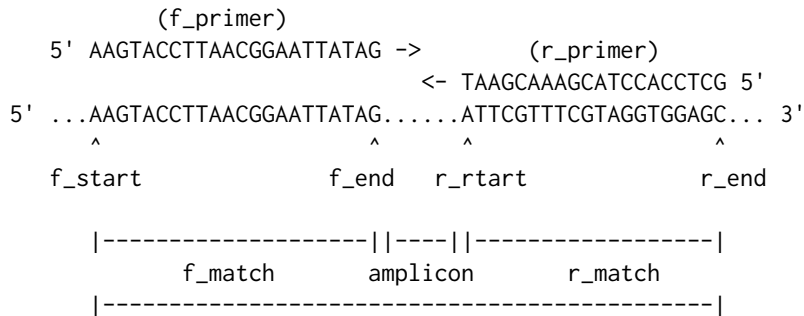 (f_primer)
5' AAGTACCTTAACGGAATTATAG -> (r_primer)
<- TAAGCAAAGCATCCACCTCG 5'
5' ...AAGTACCTTAACGGAATTATAG......ATTCGTTTCGTAGGTGGAGC... 3'
^ ^ ^ ^
f_start f_end r_rtart r_end
|---------------------||----||------------------|
f_match amplicon r_match
|-----------------------------------------------|